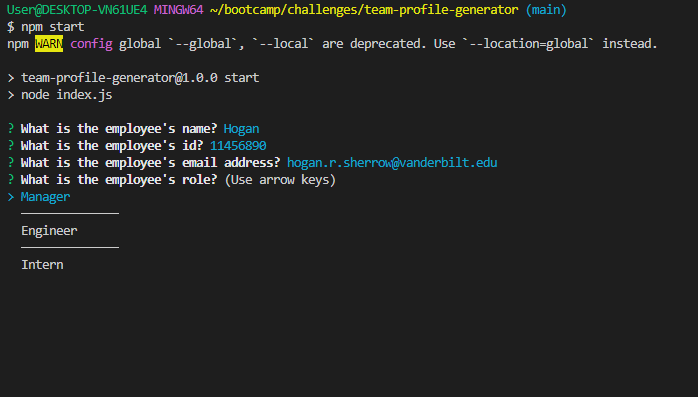 User@DESKTOP-VN61UE4 MINGW64 ~/bootcamp/challenges/team-profile-generator (main)
$ npm start
npm WARN config global `--global`, `--local` are deprecated. Use `--location=global` instead.
> team-profile-generator@1.0.0 start
> node index.js
? What is the employee's name? Hogan
? What is the employee's id? 11456890
? What is the employee's email address? hogan.r.sherrow@vanderbilt.edu
? What is the employee's role? (Use arrow keys)
> Manager
──────────────
Engineer
──────────────
Intern